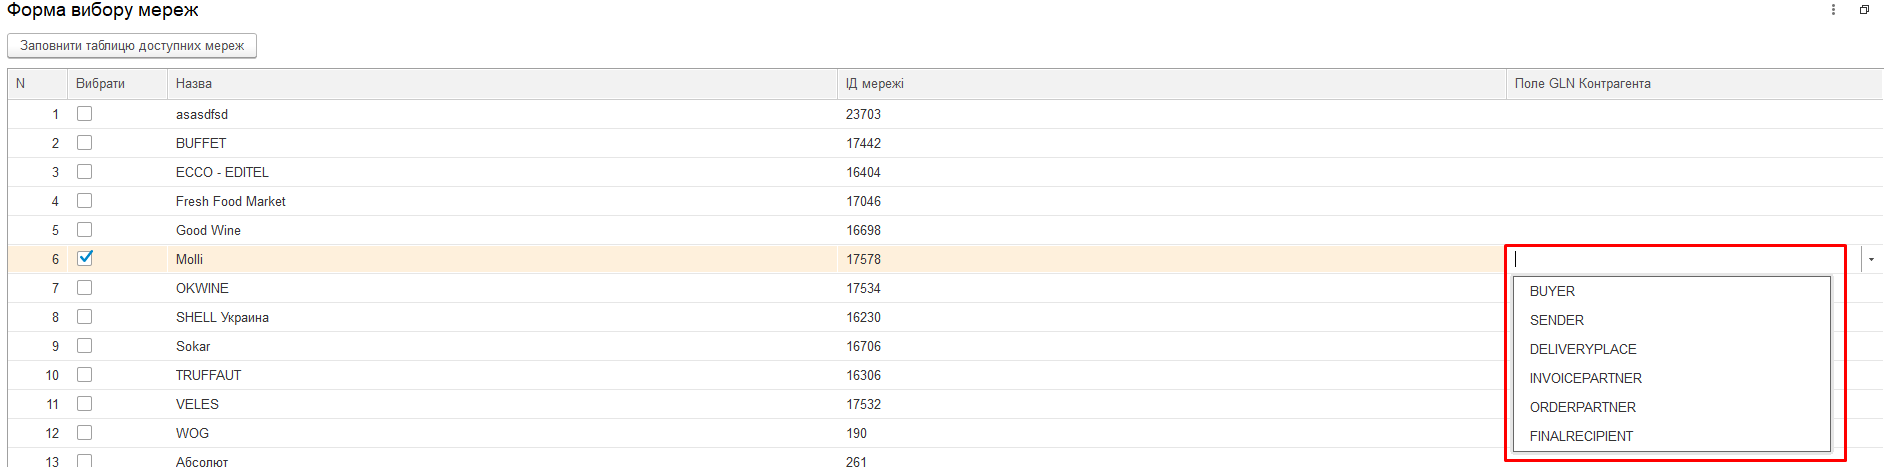 Форма вибору мереж
Заповнити таблицю доступних мереж
N Вибрати Назва ІД мережі Поле GLN Контрагента
1 asasdfsd 23703
2 BUFFET 17442
3 ECCO - EDITEL 16404
4 Fresh Food Market 17046
5 Good Wine 16698
6 Molli 17578
7 OKWINE 17534 BUYER
8 SHELL Украина 16230 SENDER
9 Sokar 16706 DELIVERYPLACE
10 TRUFFAUT 16306 INVOICEPARTNER
11 VELES 17532 ORDERPARTNER
12 WOG 190 FINALRECIPIENT
13 Абсолют 261